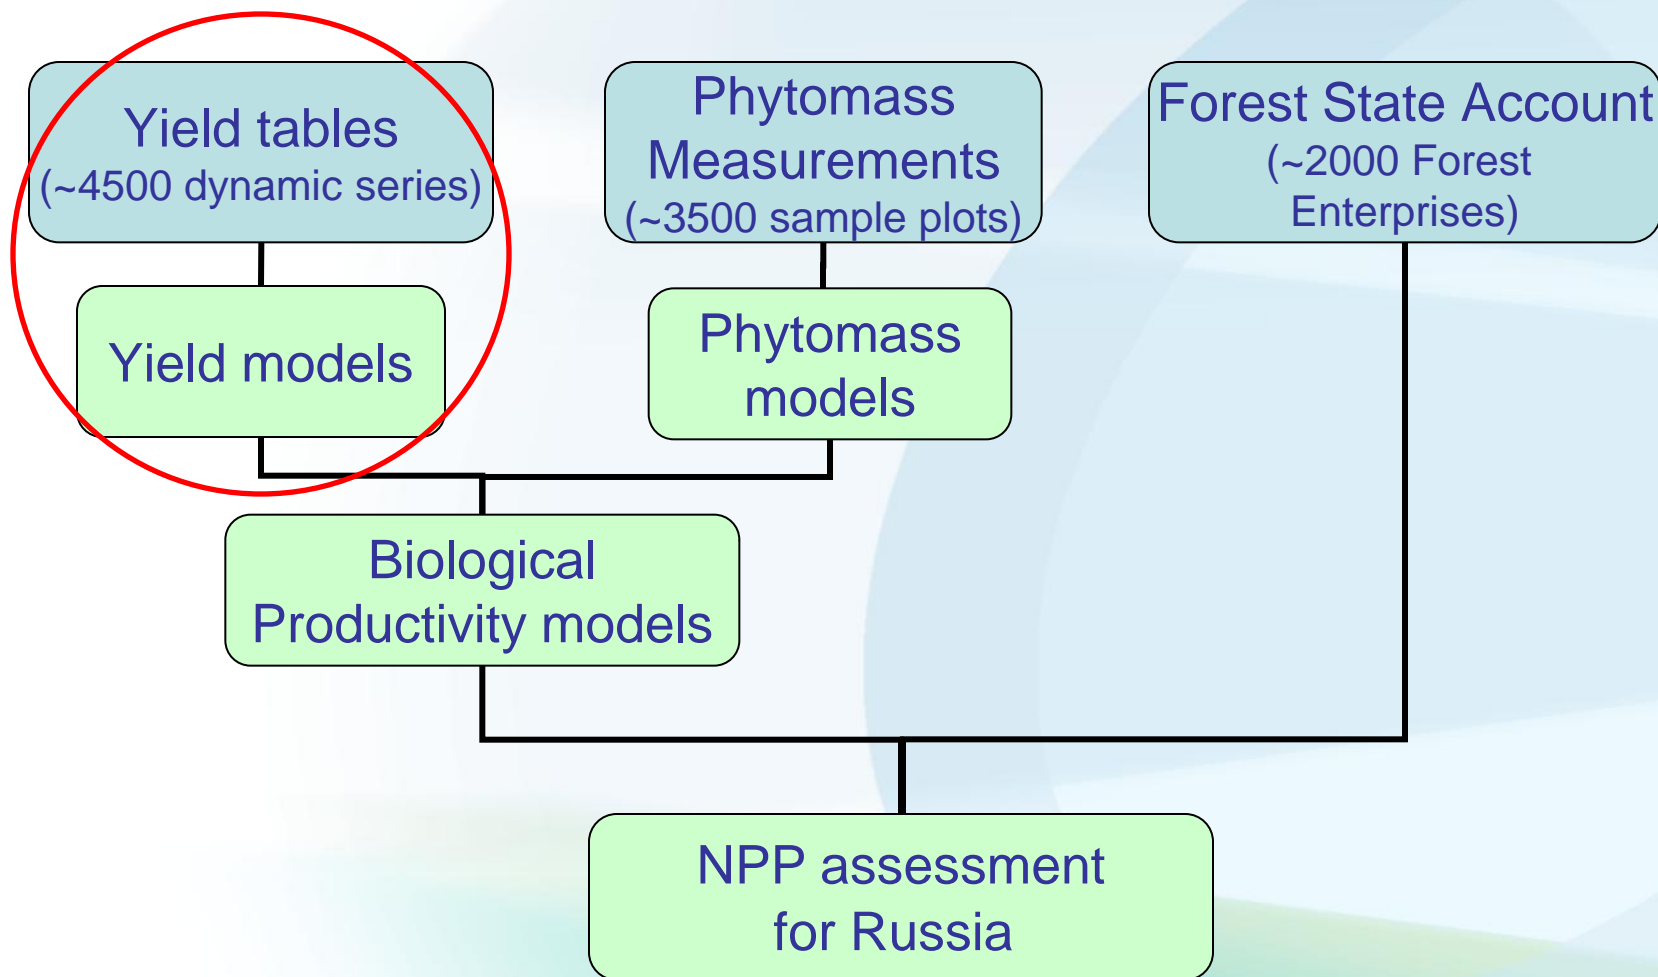 Yield tables
(~4500 dynamic series)
Phytomass
Measurements
(~3500 sample plots)
Forest State Account
(~2000 Forest
Enterprises)
Yield models
Phytomass
models
Biological
Productivity models
NPP assessment
for Russia